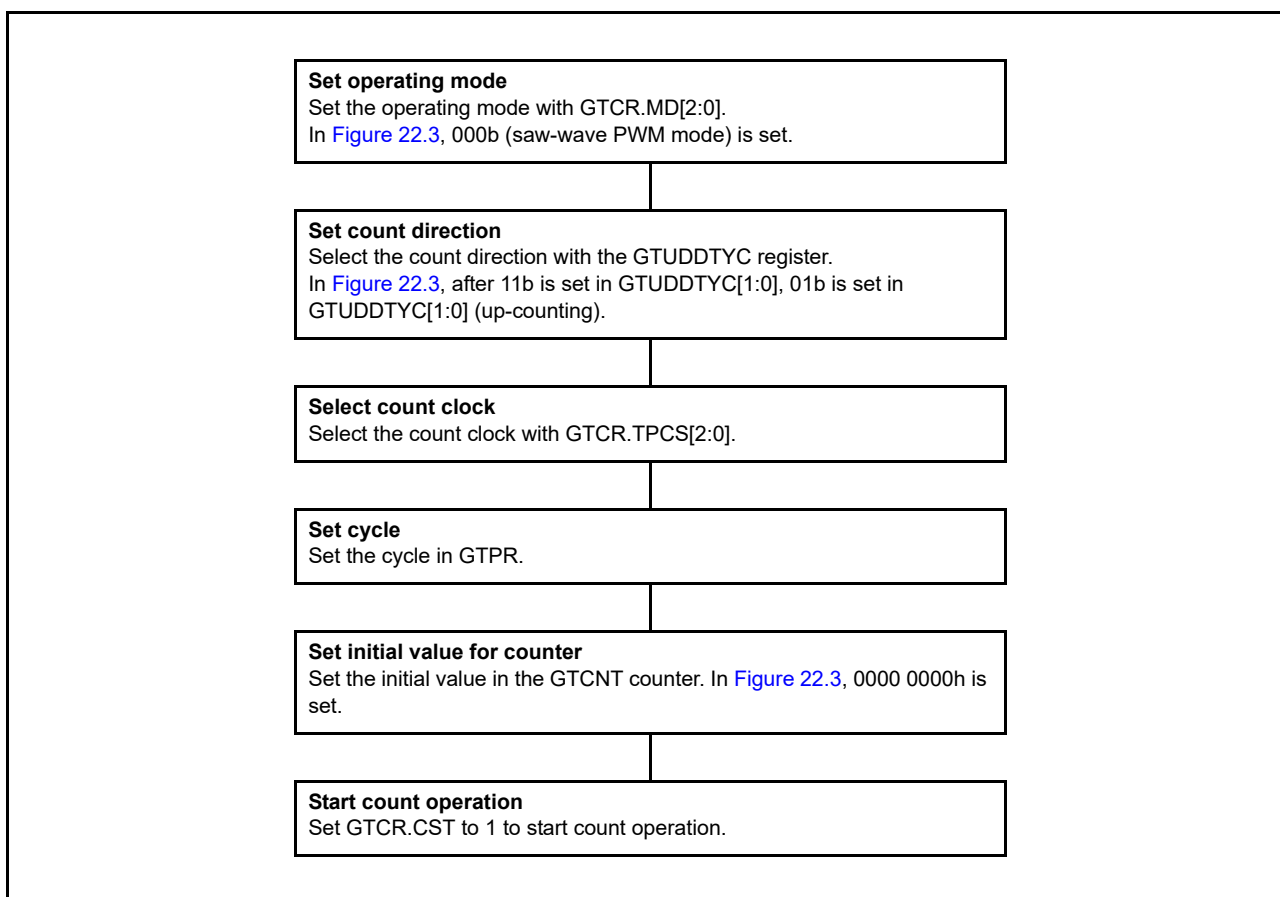 Set operating mode
Set the operating mode with GTCR.MD[2:0].
In Figure 22.3, 000b (saw-wave PWM mode) is set.
Set count direction
Select the count direction with the GTUDDTYC register.
In Figure 22.3, after 11b is set in GTUDDTYC[1:0], 01b is set in
GTUDDTYC[1:0] (up-counting).
Select count clock
Select the count clock with GTCR.TPCS[2:0].
Set cycle
Set the cycle in GTPR.
Set initial value for counter
Set the initial value in the GTCNT counter. In Figure 22.3, 0000 0000h is
set.
Start count operation
Set GTCR.CST to 1 to start count operation.